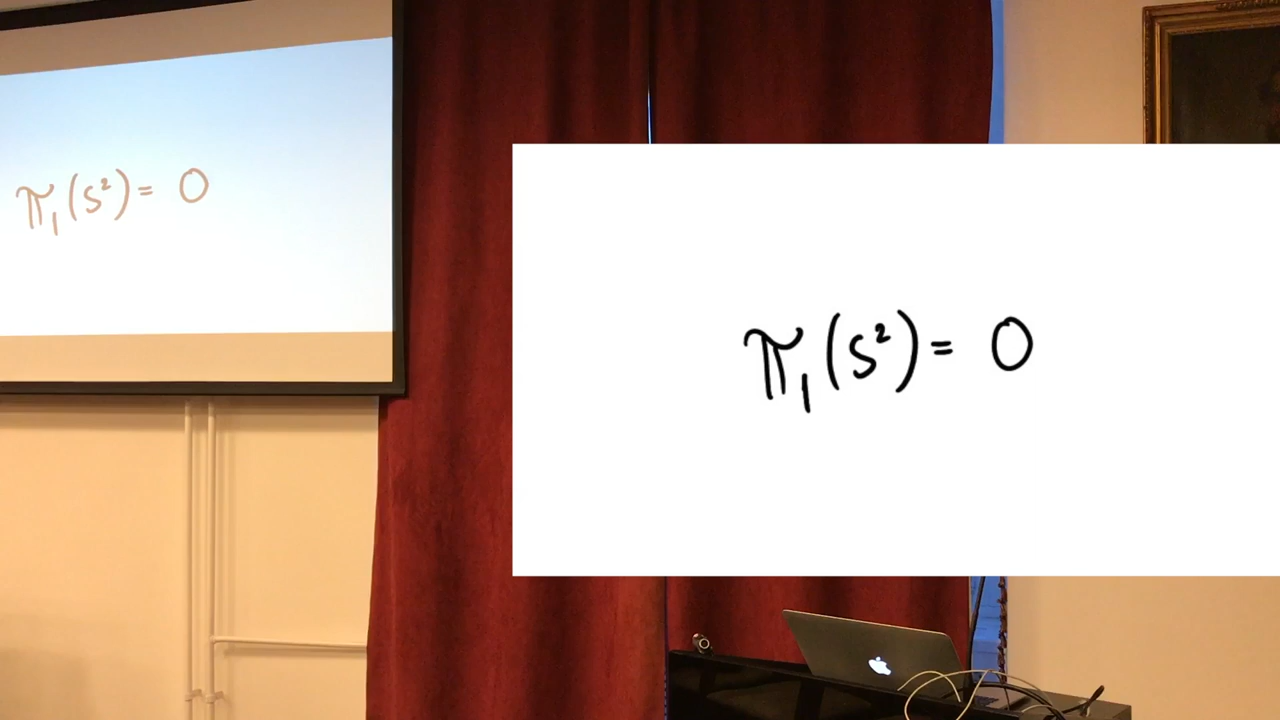 π₁(S²) = 0
π₁(S²) = 0